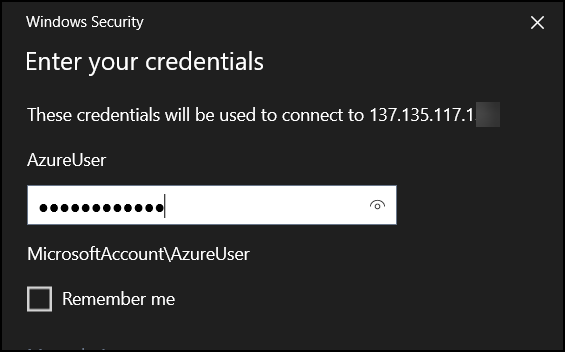 Windows Security
Enter your credentials
These credentials will be used to connect to 137.135.117.1
AzureUser
●●●●●●●●●●●●
MicrosoftAccount\AzureUser
Remember me